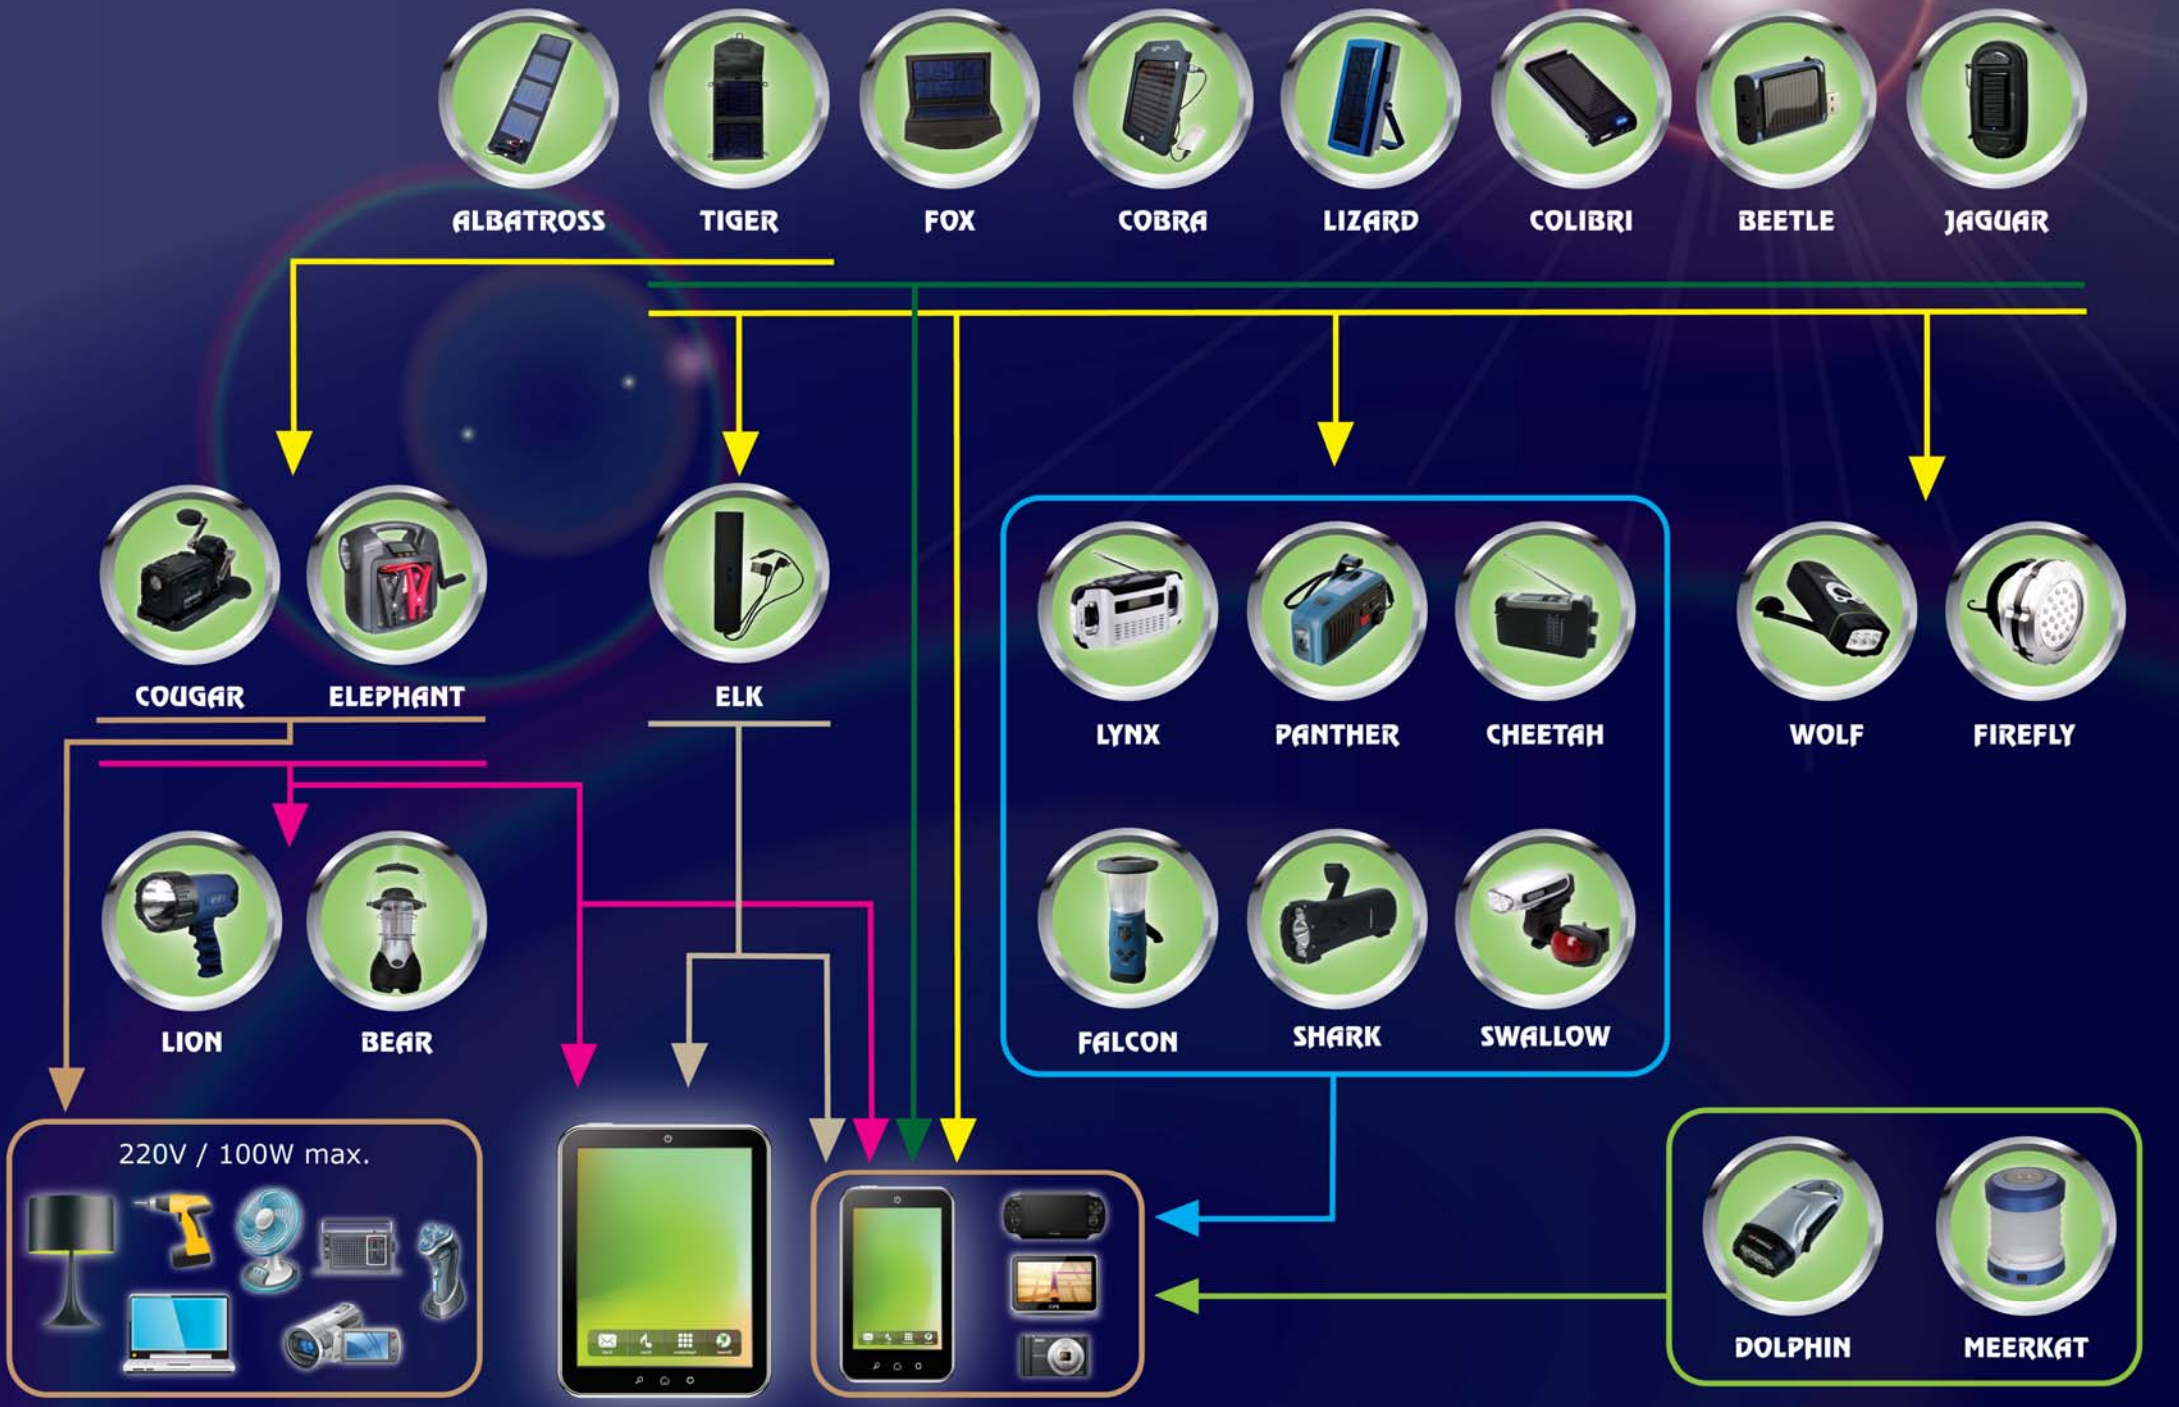 ALBATROSS
TIGER
FOX
COBRA
LIZARD
COLIBRI
BEETLE
JAGUAR
COUGAR
ELEPHANT
ELK
LYNX
PANTHER
CHEETAH
WOLF
FIREFLY
LION
BEAR
FALCON
SHARK
SWALLOW
220V / 100W max.
DOLPHIN
MEERKAT